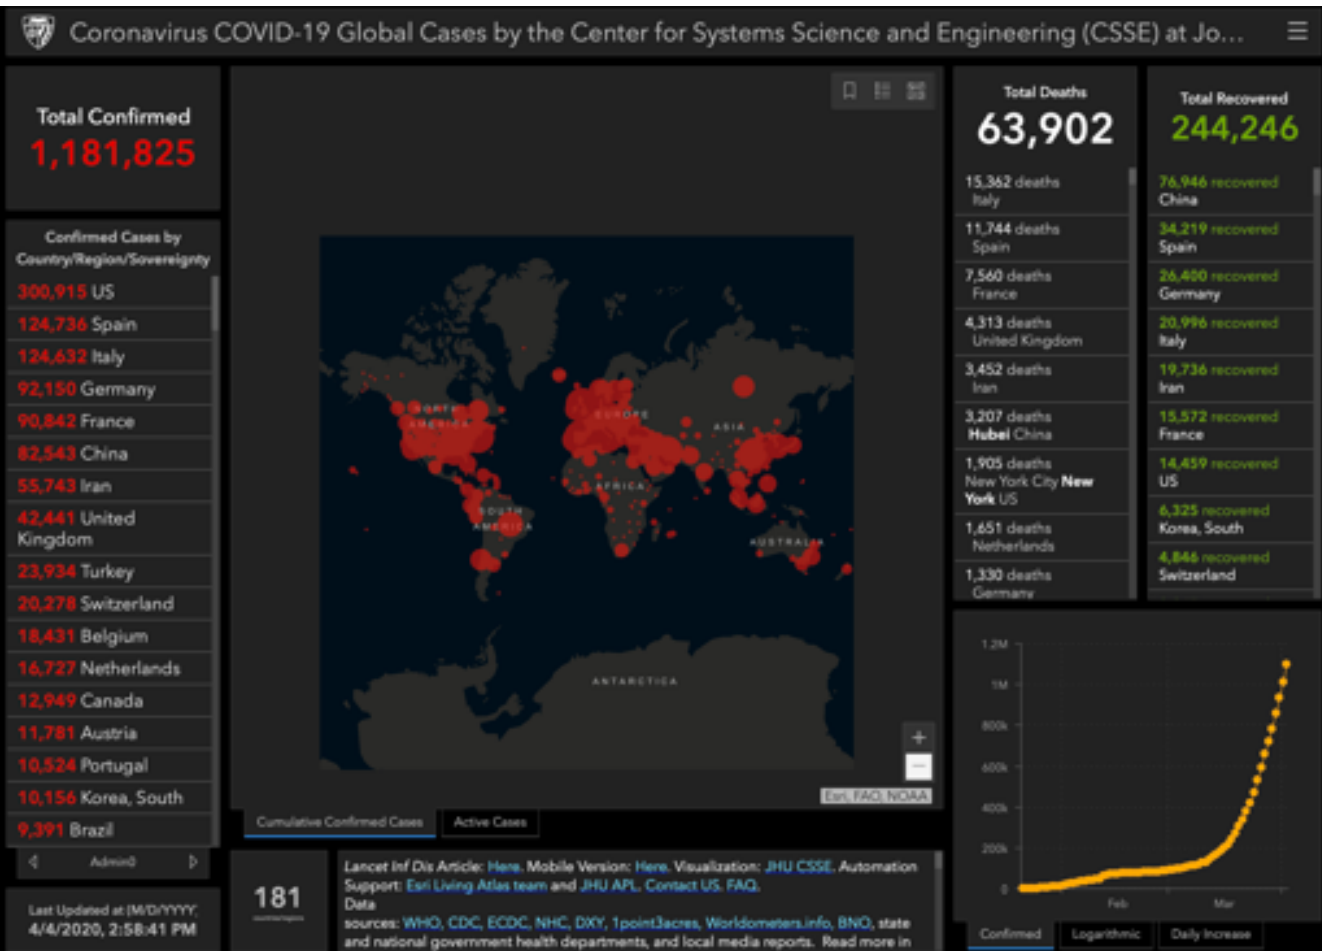 Coronavirus COVID-19 Global Cases by the Center for Systems Science and Engineering (CSSE) at Jo...
Total Confirmed
1,181,825
Confirmed Cases by
Country/Region/Sovereignty
300,915 US
124,736 Spain
124,632 Italy
92,150 Germany
90,842 France
82,543 China
55,743 Iran
42,441 United
Kingdom
23,934 Turkey
20,278 Switzerland
18,431 Belgium
16,727 Netherlands
12,949 Canada
11,781 Austria
10,524 Portugal
10,156 Korea, South
9,391 Brazil
Admin0
Last Updated at (M/D/YYYY,
4/4/2020, 2:58:41 PM
NORTH
AMERICA
EUROPE
ASIA
AFRICA
SOUTH
AMERICA
AUSTRALIA
ANTARCTICA
+
−
Esri, FAO, NOAA
Cumulative Confirmed Cases
Active Cases
181
countries/regions
Lancet Inf Dis Article: Here. Mobile Version: Here. Visualization: JHU CSSE. Automation
Support: Esri Living Atlas team and JHU APL. Contact US. FAQ.
Data
sources: WHO, CDC, ECDC, NHC, DXY, 1point3acres, Worldometers.info, BNO, state
and national government health departments, and local media reports. Read more in
Total Deaths
63,902
15,362 deaths
Italy
11,744 deaths
Spain
7,560 deaths
France
4,313 deaths
United Kingdom
3,452 deaths
Iran
3,207 deaths
Hubei China
1,905 deaths
New York City New
York US
1,651 deaths
Netherlands
1,330 deaths
Germany
Total Recovered
244,246
76,946 recovered
China
34,219 recovered
Spain
26,400 recovered
Germany
20,996 recovered
Italy
19,736 recovered
Iran
15,572 recovered
France
14,459 recovered
US
6,325 recovered
Korea, South
4,846 recovered
Switzerland
1.2M
1M
800k
600k
400k
200k
0
Feb
Mar
Confirmed
Logarithmic
Daily Increase